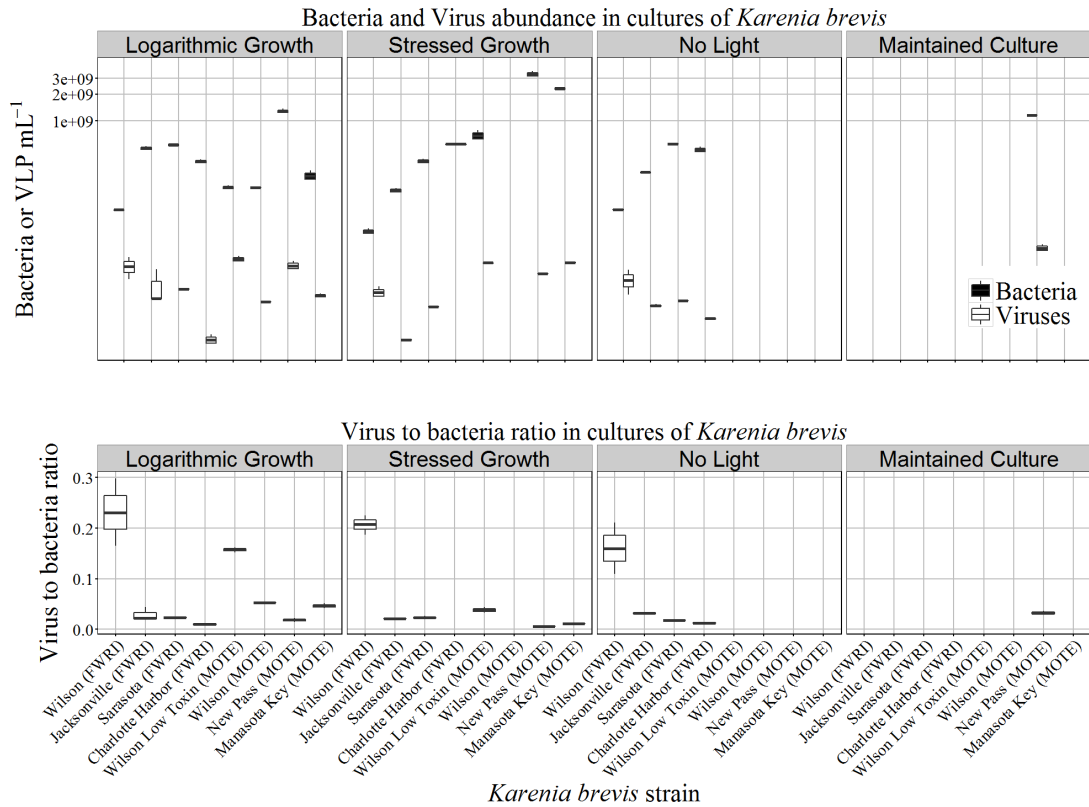 Bacteria and Virus abundance in cultures of Karenia brevis
Logarithmic Growth
Stressed Growth
No Light
Maintained Culture
Bacteria or VLP mL⁻¹
3e+09
2e+09
1e+09
Bacteria
Viruses
Virus to bacteria ratio in cultures of Karenia brevis
Logarithmic Growth
Stressed Growth
No Light
Maintained Culture
Virus to bacteria ratio
0.3
0.2
0.1
0.0
Wilson (FWRI)
Jacksonville (FWRI)
Sarasota (FWRI)
Charlotte Harbor (FWRI)
Wilson Low Toxin (MOTE)
Wilson (MOTE)
New Pass (MOTE)
Manasota Key (MOTE)
Wilson (FWRI)
Jacksonville (FWRI)
Sarasota (FWRI)
Charlotte Harbor (FWRI)
Wilson Low Toxin (MOTE)
Wilson (MOTE)
New Pass (MOTE)
Manasota Key (MOTE)
Wilson (FWRI)
Jacksonville (FWRI)
Sarasota (FWRI)
Charlotte Harbor (FWRI)
Wilson Low Toxin (MOTE)
Wilson (MOTE)
New Pass (MOTE)
Manasota Key (MOTE)
Wilson (FWRI)
Jacksonville (FWRI)
Sarasota (FWRI)
Charlotte Harbor (FWRI)
Wilson Low Toxin (MOTE)
Wilson (MOTE)
New Pass (MOTE)
Manasota Key (MOTE)
Karenia brevis strain